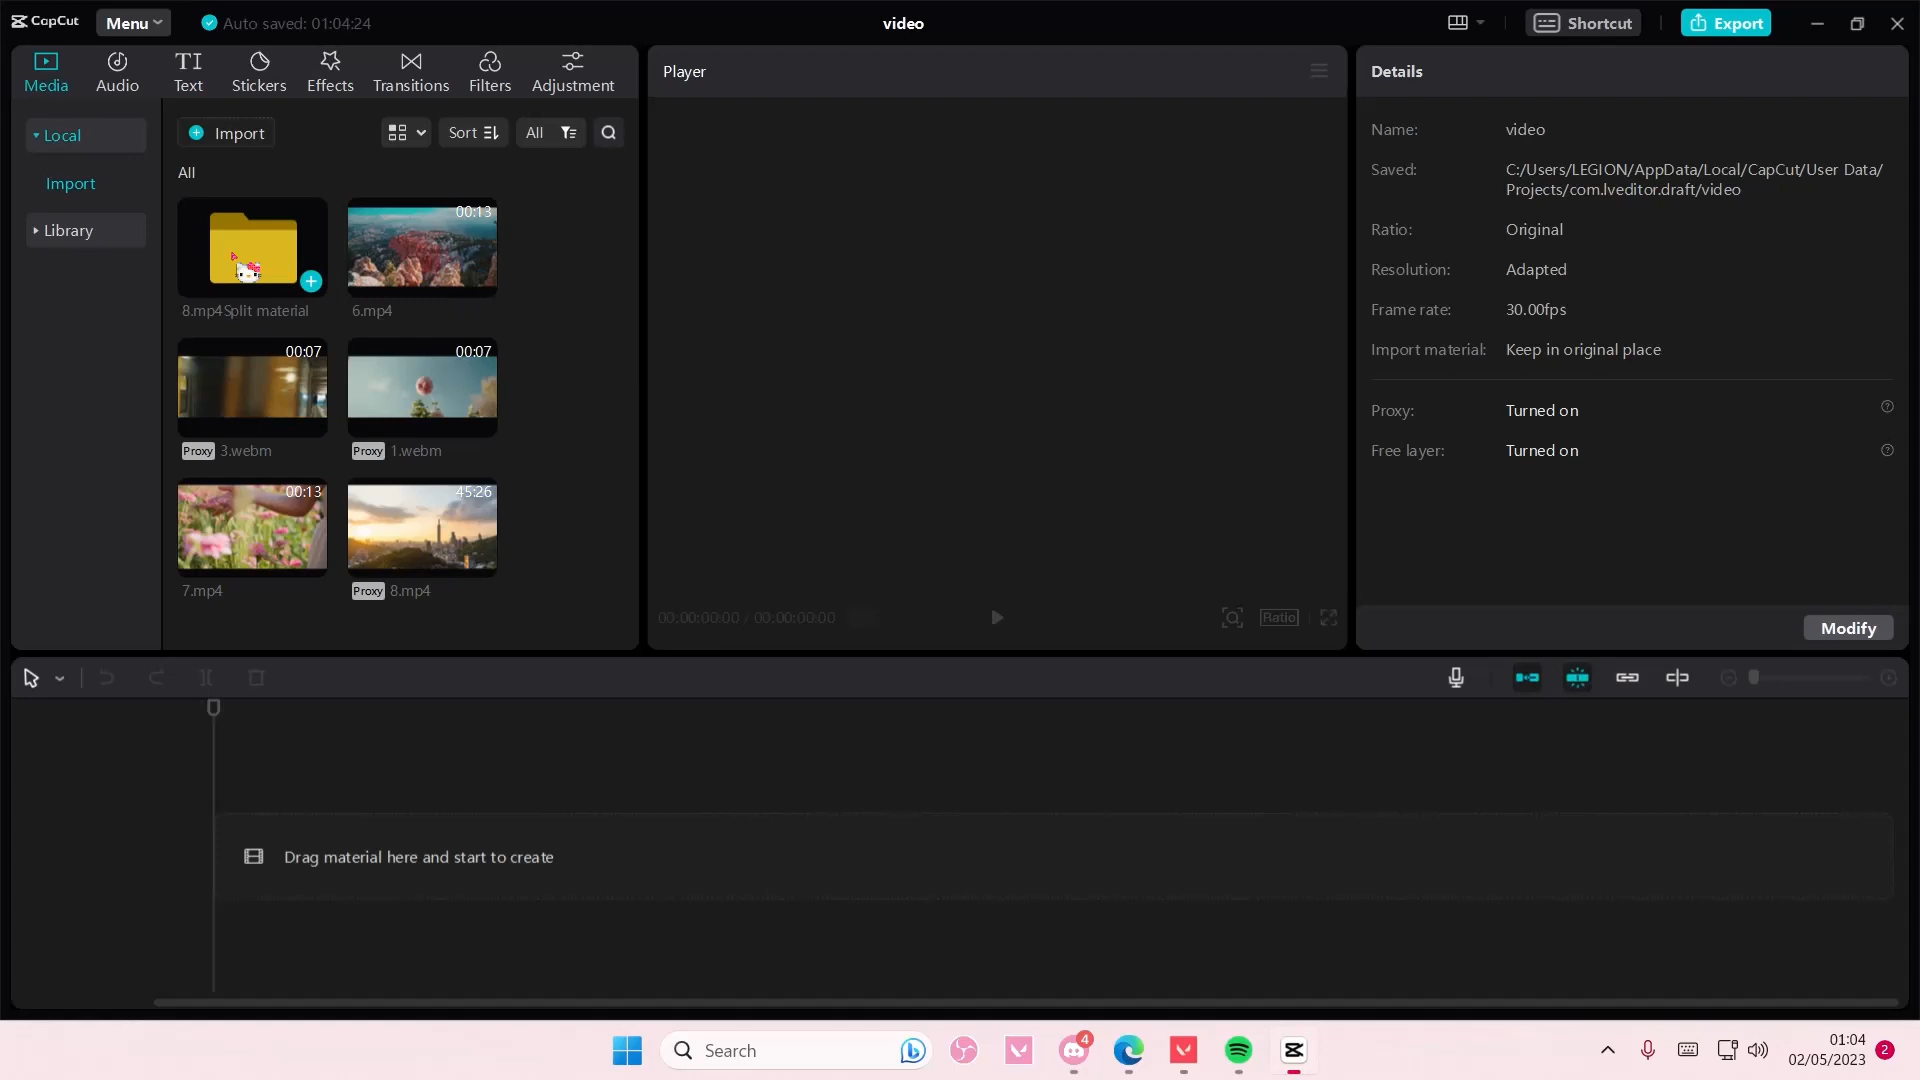 CapCut
Menu
Auto saved: 01:04:24
video
Shortcut
Export
Media
Audio
Text
Stickers
Effects
Transitions
Filters
Adjustment
Local
Import
Library
Import
Sort
All
All
8.mp4Split material
00:13
6.mp4
00:07
Proxy 3.webm
00:07
Proxy 1.webm
00:13
7.mp4
45:26
Proxy 8.mp4
Player
00:00:00:00 / 00:00:00:00
Ratio
Details
Name: video
Saved: C:/Users/LEGION/AppData/Local/CapCut/User Data/
Projects/com.lveditor.draft/video
Ratio: Original
Resolution: Adapted
Frame rate: 30.00fps
Import material: Keep in original place
Proxy: Turned on
Free layer: Turned on
Modify
Drag material here and start to create
Search
4
01:04
02/05/2023
2